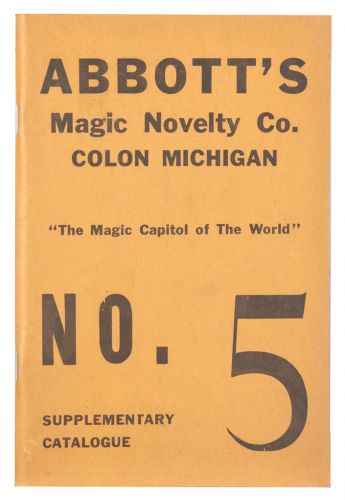 ABBOTT'S
Magic Novelty Co.
COLON MICHIGAN
"The Magic Capitol of The World"
NO. 5
SUPPLEMENTARY
CATALOGUE